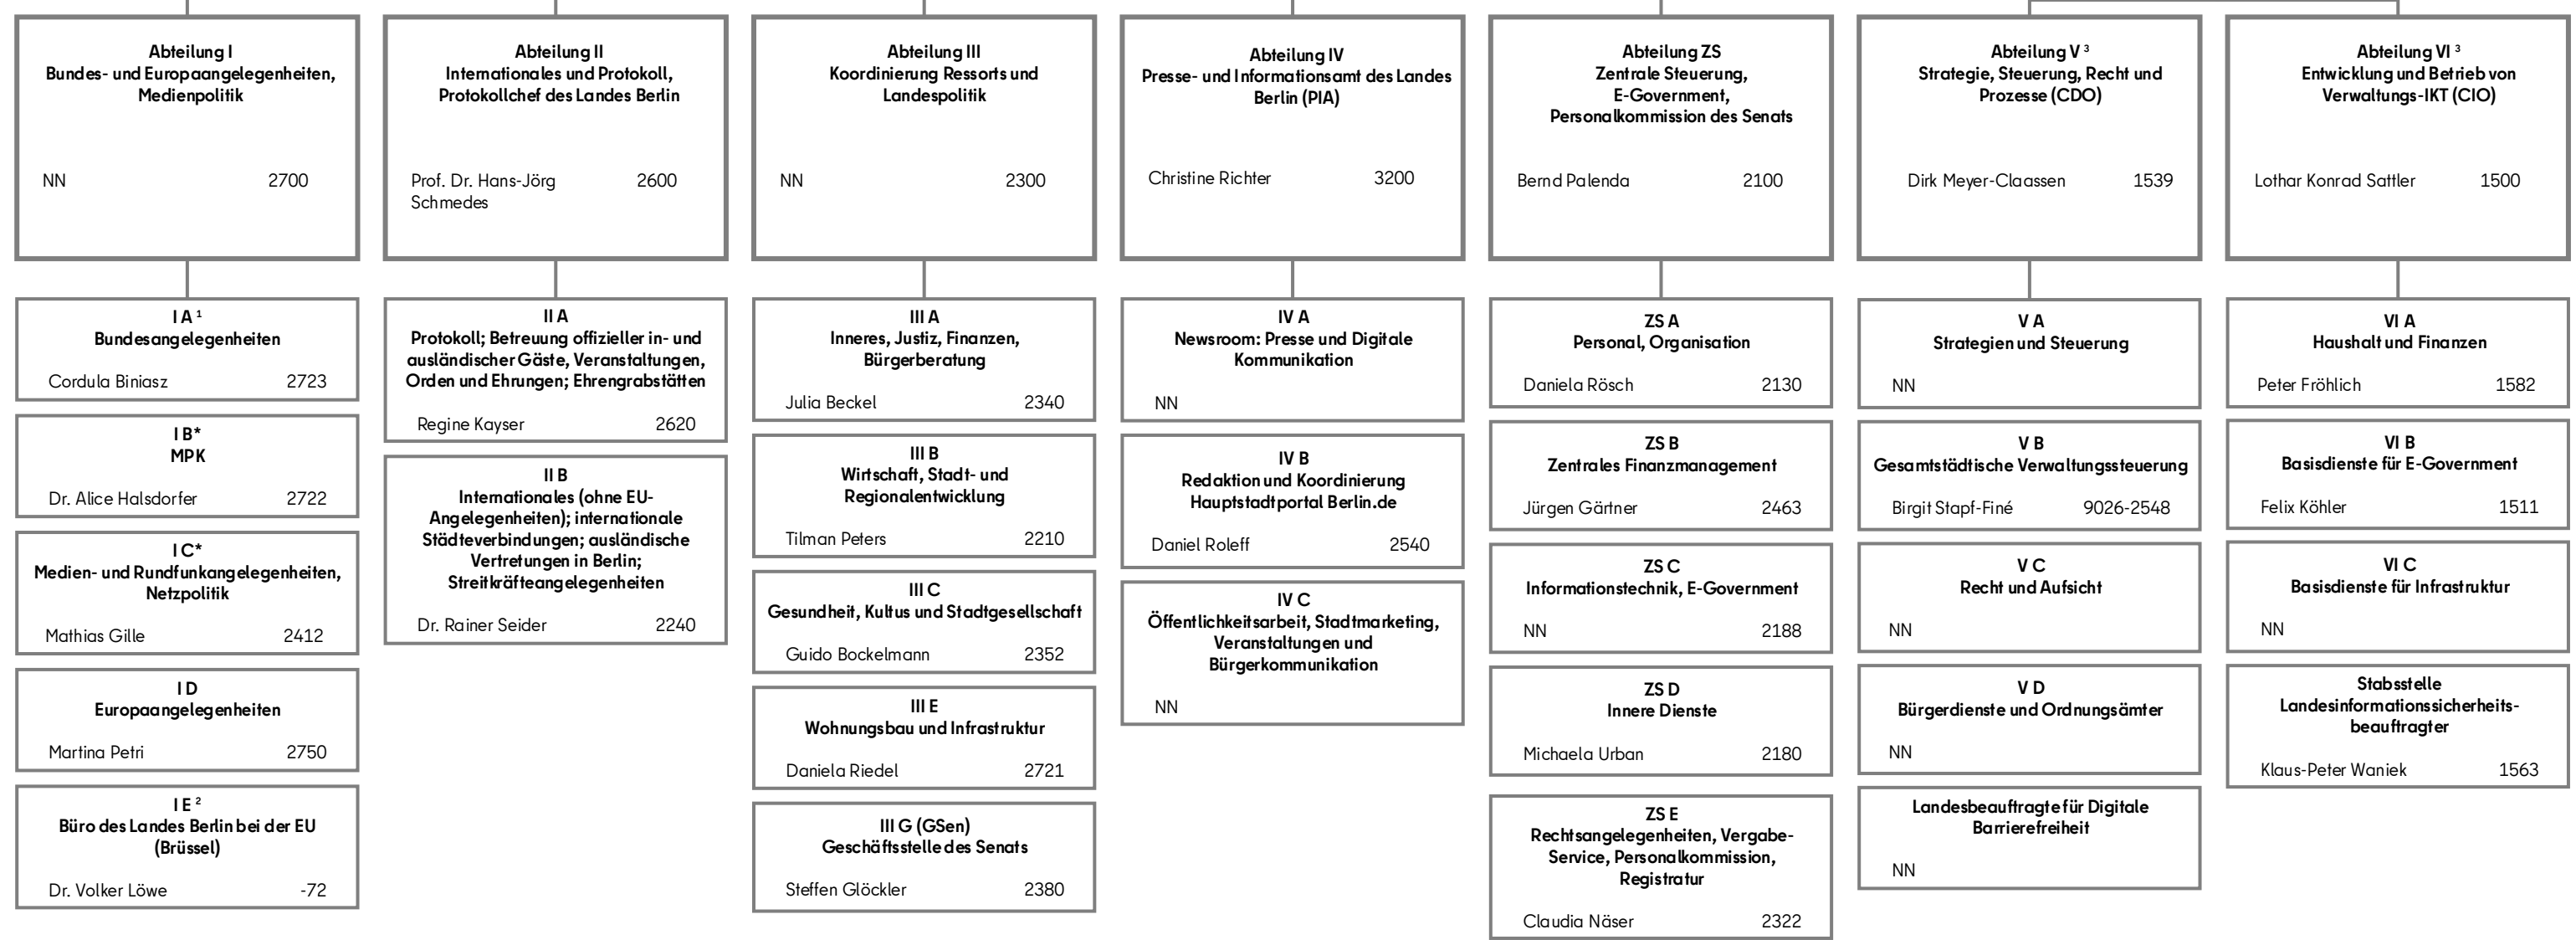 Abteilung I
Bundes- und Europaangelegenheiten,
Medienpolitik
NN 2700
I A ¹
Bundesangelegenheiten
Cordula Biniasz 2723
I B*
MPK
Dr. Alice Halsdorfer 2722
I C*
Medien- und Rundfunkangelegenheiten,
Netzpolitik
Mathias Gille 2412
I D
Europaangelegenheiten
Martina Petri 2750
I E ²
Büro des Landes Berlin bei der EU
(Brüssel)
Dr. Volker Löwe -72
Abteilung II
Internationales und Protokoll,
Protokollchef des Landes Berlin
Prof. Dr. Hans-Jörg 2600
Schmedes
II A
Protokoll; Betreuung offizieller in- und
ausländischer Gäste, Veranstaltungen,
Orden und Ehrungen; Ehrengrabstätten
Regine Kayser 2620
II B
Internationales (ohne EU-
Angelegenheiten); internationale
Städteverbindungen; ausländische
Vertretungen in Berlin;
Streitkräfteangelegenheiten
Dr. Rainer Seider 2240
Abteilung III
Koordinierung Ressorts und
Landespolitik
NN 2300
III A
Inneres, Justiz, Finanzen,
Bürgerberatung
Julia Beckel 2340
III B
Wirtschaft, Stadt- und
Regionalentwicklung
Tilman Peters 2210
III C
Gesundheit, Kultus und Stadtgesellschaft
Guido Bockelmann 2352
III E
Wohnungsbau und Infrastruktur
Daniela Riedel 2721
III G (GSen)
Geschäftsstelle des Senats
Steffen Glöckler 2380
Abteilung IV
Presse- und Informationsamt des Landes
Berlin (PIA)
Christine Richter 3200
IV A
Newsroom: Presse und Digitale
Kommunikation
NN
IV B
Redaktion und Koordinierung
Hauptstadtportal Berlin.de
Daniel Roleff 2540
IV C
Öffentlichkeitsarbeit, Stadtmarketing,
Veranstaltungen und
Bürgerkommunikation
NN
Abteilung ZS
Zentrale Steuerung,
E-Government,
Personalkommission des Senats
Bernd Palenda 2100
ZS A
Personal, Organisation
Daniela Rösch 2130
ZS B
Zentrales Finanzmanagement
Jürgen Gärtner 2463
ZS C
Informationstechnik, E-Government
NN 2188
ZS D
Innere Dienste
Michaela Urban 2180
ZS E
Rechtsangelegenheiten, Vergabe-
Service, Personalkommission,
Registratur
Claudia Näser 2322
Abteilung V ³
Strategie, Steuerung, Recht und
Prozesse (CDO)
Dirk Meyer-Claassen 1539
V A
Strategien und Steuerung
NN
V B
Gesamtstädtische Verwaltungssteuerung
Birgit Stapf-Finé 9026-2548
V C
Recht und Aufsicht
NN
V D
Bürgerdienste und Ordnungsämter
NN
Landesbeauftragte für Digitale
Barrierefreiheit
NN
Abteilung VI ³
Entwicklung und Betrieb von
Verwaltungs-IKT (CIO)
Lothar Konrad Sattler 1500
VI A
Haushalt und Finanzen
Peter Fröhlich 1582
VI B
Basisdienste für E-Government
Felix Köhler 1511
VI C
Basisdienste für Infrastruktur
NN
Stabsstelle
Landesinformationssicherheits-
beauftragter
Klaus-Peter Waniek 1563